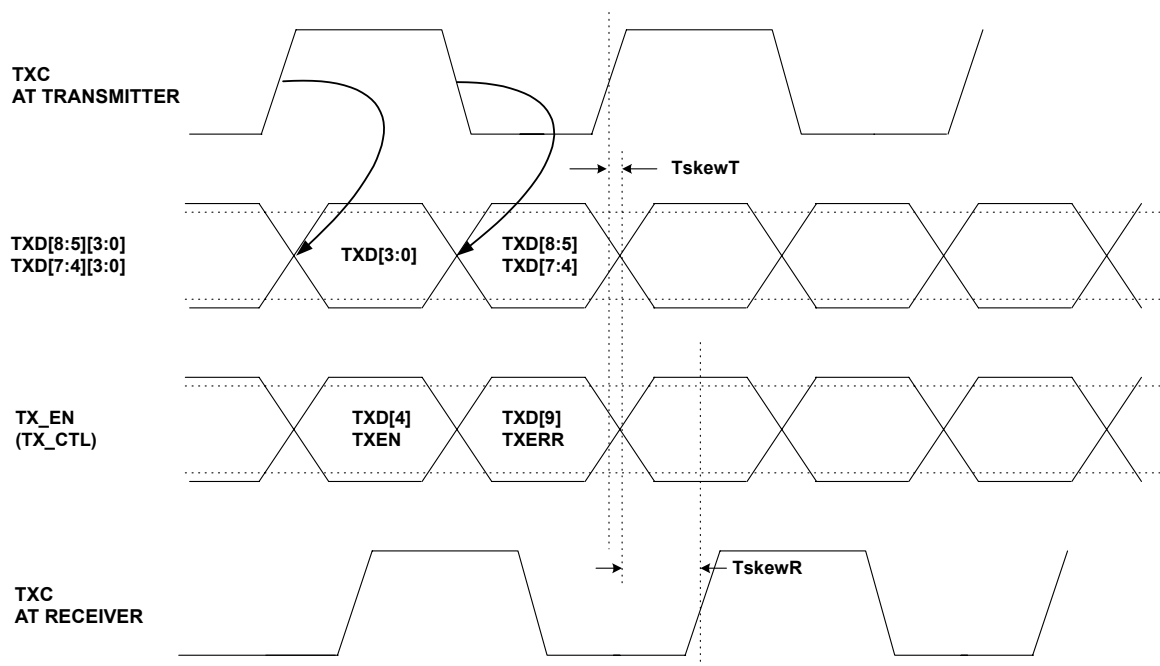 TXC
AT TRANSMITTER
TskewT
TXD[8:5][3:0]
TXD[7:4][3:0]
TXD[3:0]
TXD[8:5]
TXD[7:4]
TX_EN
(TX_CTL)
TXD[4]
TXEN
TXD[9]
TXERR
TskewR
TXC
AT RECEIVER